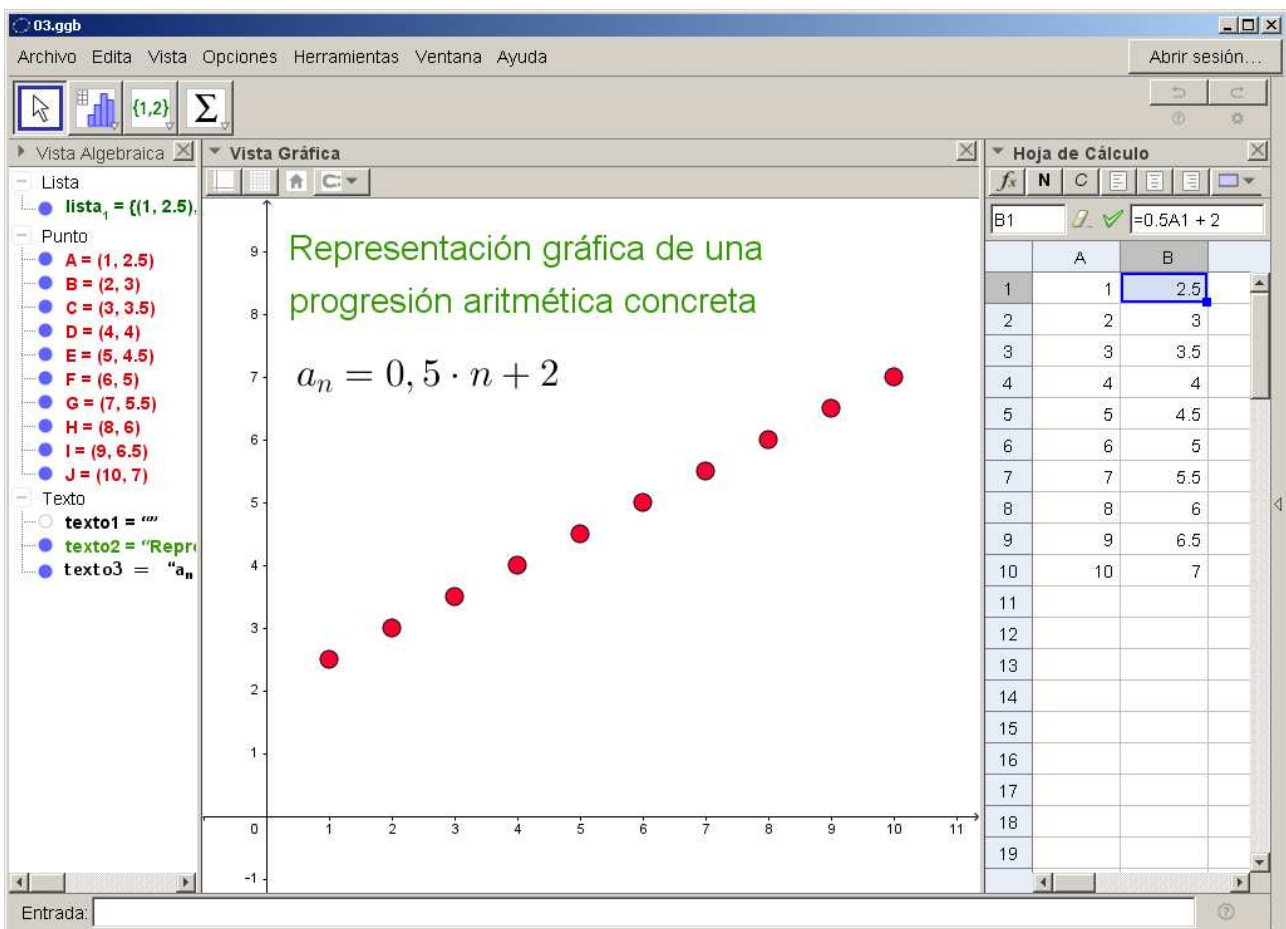 03.ggb
Archivo Edita Vista Opciones Herramientas Ventana Ayuda
Abrir sesión...
{1,2} Σ
Vista Algebraica
Lista
lista₁ = {(1, 2.5),
Punto
A = (1, 2.5)
B = (2, 3)
C = (3, 3.5)
D = (4, 4)
E = (5, 4.5)
F = (6, 5)
G = (7, 5.5)
H = (8, 6)
I = (9, 6.5)
J = (10, 7)
Texto
texto1 = “”
texto2 = “Repr
texto3 = “aₙ
Vista Gráfica
Representación gráfica de una
progresión aritmética concreta
aₙ = 0,5 · n + 2
9
8
7
6
5
4
3
2
1
0 1 2 3 4 5 6 7 8 9 10 11
-1
Hoja de Cálculo
fx N C
B1 =0.5A1 + 2
A B
1 1 2.5
2 2 3
3 3 3.5
4 4 4
5 5 4.5
6 6 5
7 7 5.5
8 8 6
9 9 6.5
10 10 7
11
12
13
14
15
16
17
18
19
Entrada: